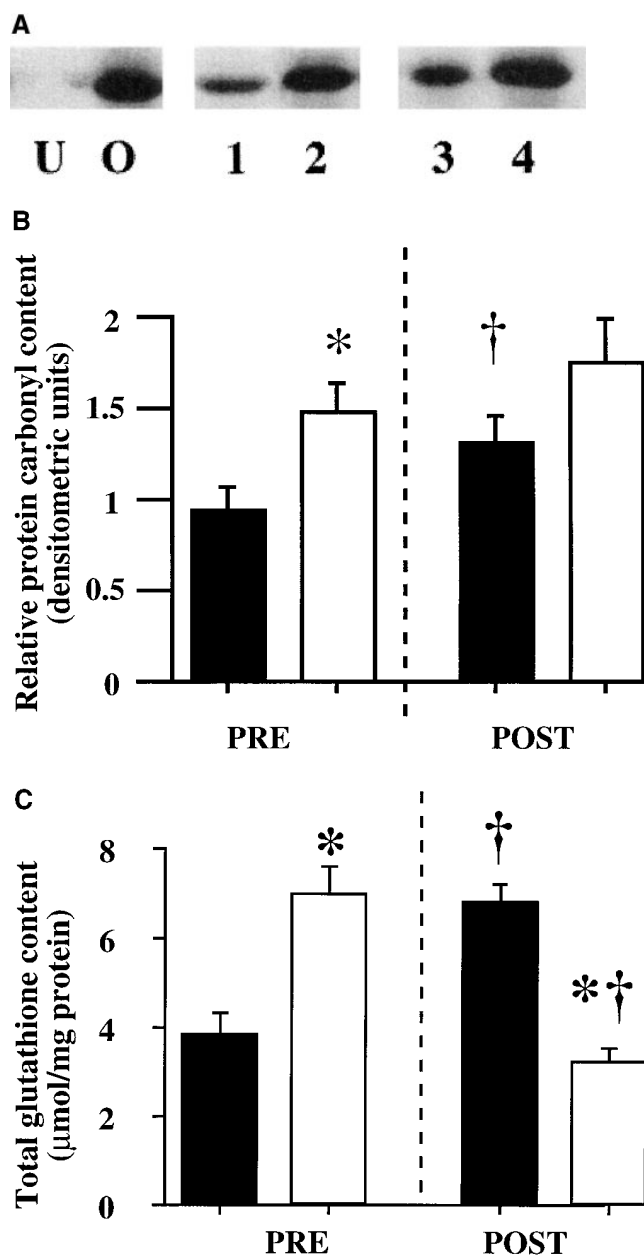 A
U O 1 2 3 4
B
Relative protein carbonyl content
(densitometric units)
2
1.5
1
0.5
0
*
†
PRE POST
C
Total glutathione content
(μmol/mg protein)
8
6
4
2
0
*
†
*†
PRE POST